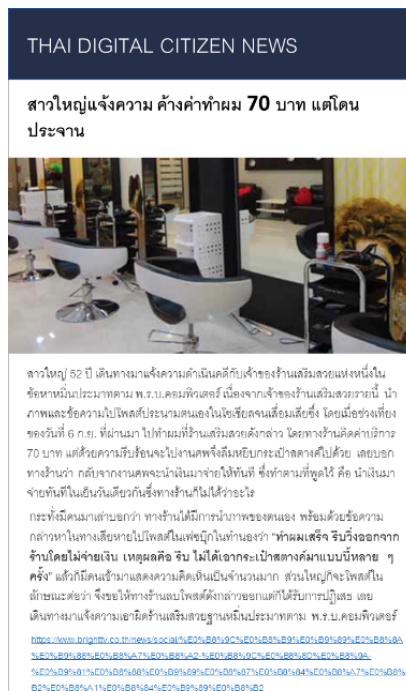 THAI DIGITAL CITIZEN NEWS
สาวใหญ่แจ้งความ ค้างค่าทำผม 70 บาท แต่โดน
ประจาน
สาวใหญ่ 52 ปี เดินทางมาแจ้งความดำเนินคดีกับเจ้าของร้านเสริมสวยแห่งหนึ่งใน
ข้อหาหมิ่นประมาทตาม พ.ร.บ.คอมพิวเตอร์ เนื่องจากเจ้าของร้านเสริมสวยรายนี้ นำ
ภาพและข้อความไปโพสต์ประจานตนเองในโซเชียลจนเสื่อมเสียชื่อ โดยเมื่อช่วงเที่ยง
ของวันที่ 6 ก.ย. ที่ผ่านมา ไปทำผมที่ร้านเสริมสวยดังกล่าว โดยทางร้านคิดค่าบริการ
70 บาท แต่ด้วยความรีบร้อนจะไปงานศพจึงลืมหยิบกระเป๋าสตางค์ไปด้วย เลยบอก
ทางร้านว่า กลับจากงานศพจะนำเงินมาจ่ายให้ทันที ซึ่งทำตามที่พูดไว้ คือ นำเงินมา
จ่ายทันทีในเย็นวันเดียวกันซึ่งทางร้านก็ไม่ได้ว่าอะไร
กระทั่งมีคนมาเล่าบอกว่า ทางร้านได้มีการนำภาพของตนเอง พร้อมด้วยข้อความ
กล่าวหาในทางเสียหายไปโพสต์ในเฟซบุ๊กในทำนองว่า “ทำผมเสร็จ รีบวิ่งออกจาก
ร้านโดยไม่จ่ายเงิน เหตุผลคือ รีบ ไม่ได้เอากระเป๋าสตางค์มาแบบนี้หลาย ๆ
ครั้ง” แล้วก็มีคนเข้ามาแสดงความคิดเห็นเป็นจำนวนมาก ส่วนใหญ่ก็จะโพสต์ใน
ลักษณะต่อว่า จึงขอให้ทางร้านลบโพสต์ดังกล่าวออกแต่ก็ได้รับการปฏิเสธ เลย
เดินทางมาแจ้งความเอาผิดร้านเสริมสวยฐานหมิ่นประมาทตาม พ.ร.บ.คอมพิวเตอร์